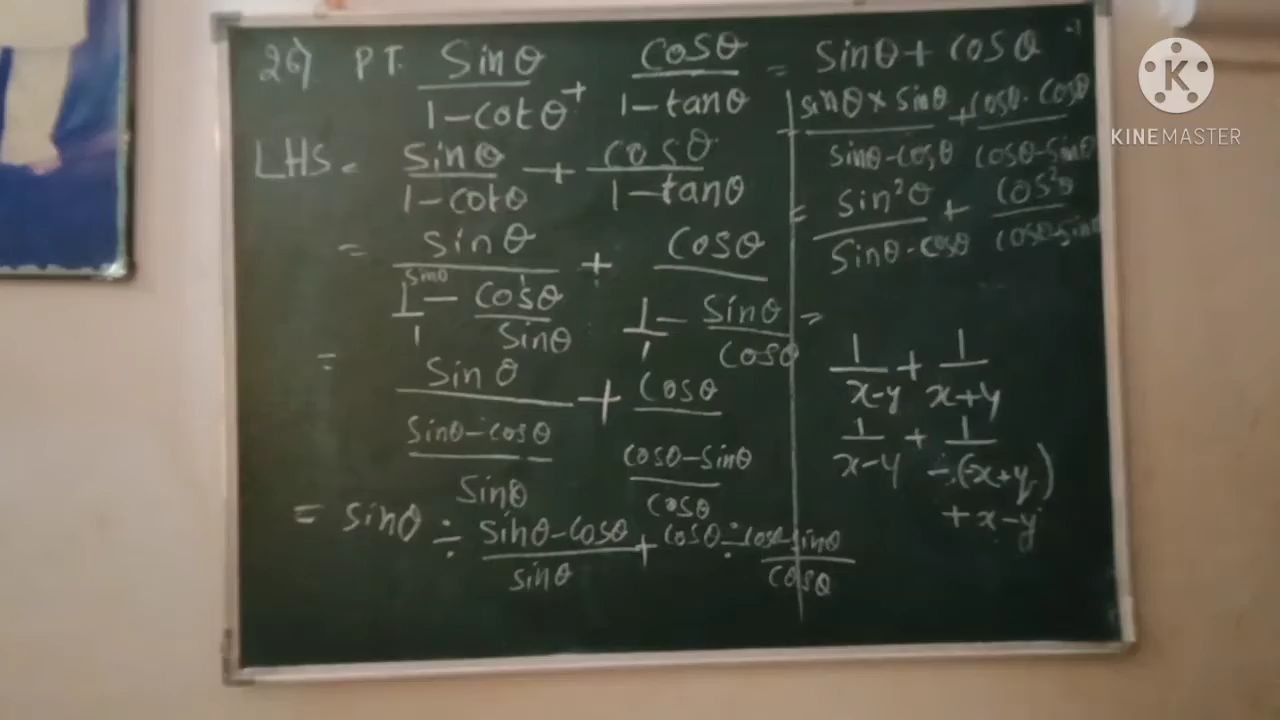 26) P.T. Sinθ/1-cotθ + cosθ/1-tanθ = sinθ + cosθ
LHS = sinθ/1-cotθ + cosθ/1-tanθ
= sinθ/(1/1 - cosθ/sinθ) + cosθ/(1/1 - sinθ/cosθ)
= sinθ/(sinθ-cosθ/sinθ) + cosθ/(cosθ-sinθ/cosθ)
= sinθ ÷ sinθ-cosθ/sinθ + cosθ ÷ cosθ-sinθ/cosθ
= sinθ × sinθ/sinθ-cosθ + cosθ · cosθ/cosθ-sinθ
= sin²θ/sinθ-cosθ + cos²θ/cosθ-sinθ
=
1/x-y + 1/x+y
1/x-y + 1/-(-x+y)
+x-y
K
KINEMASTER